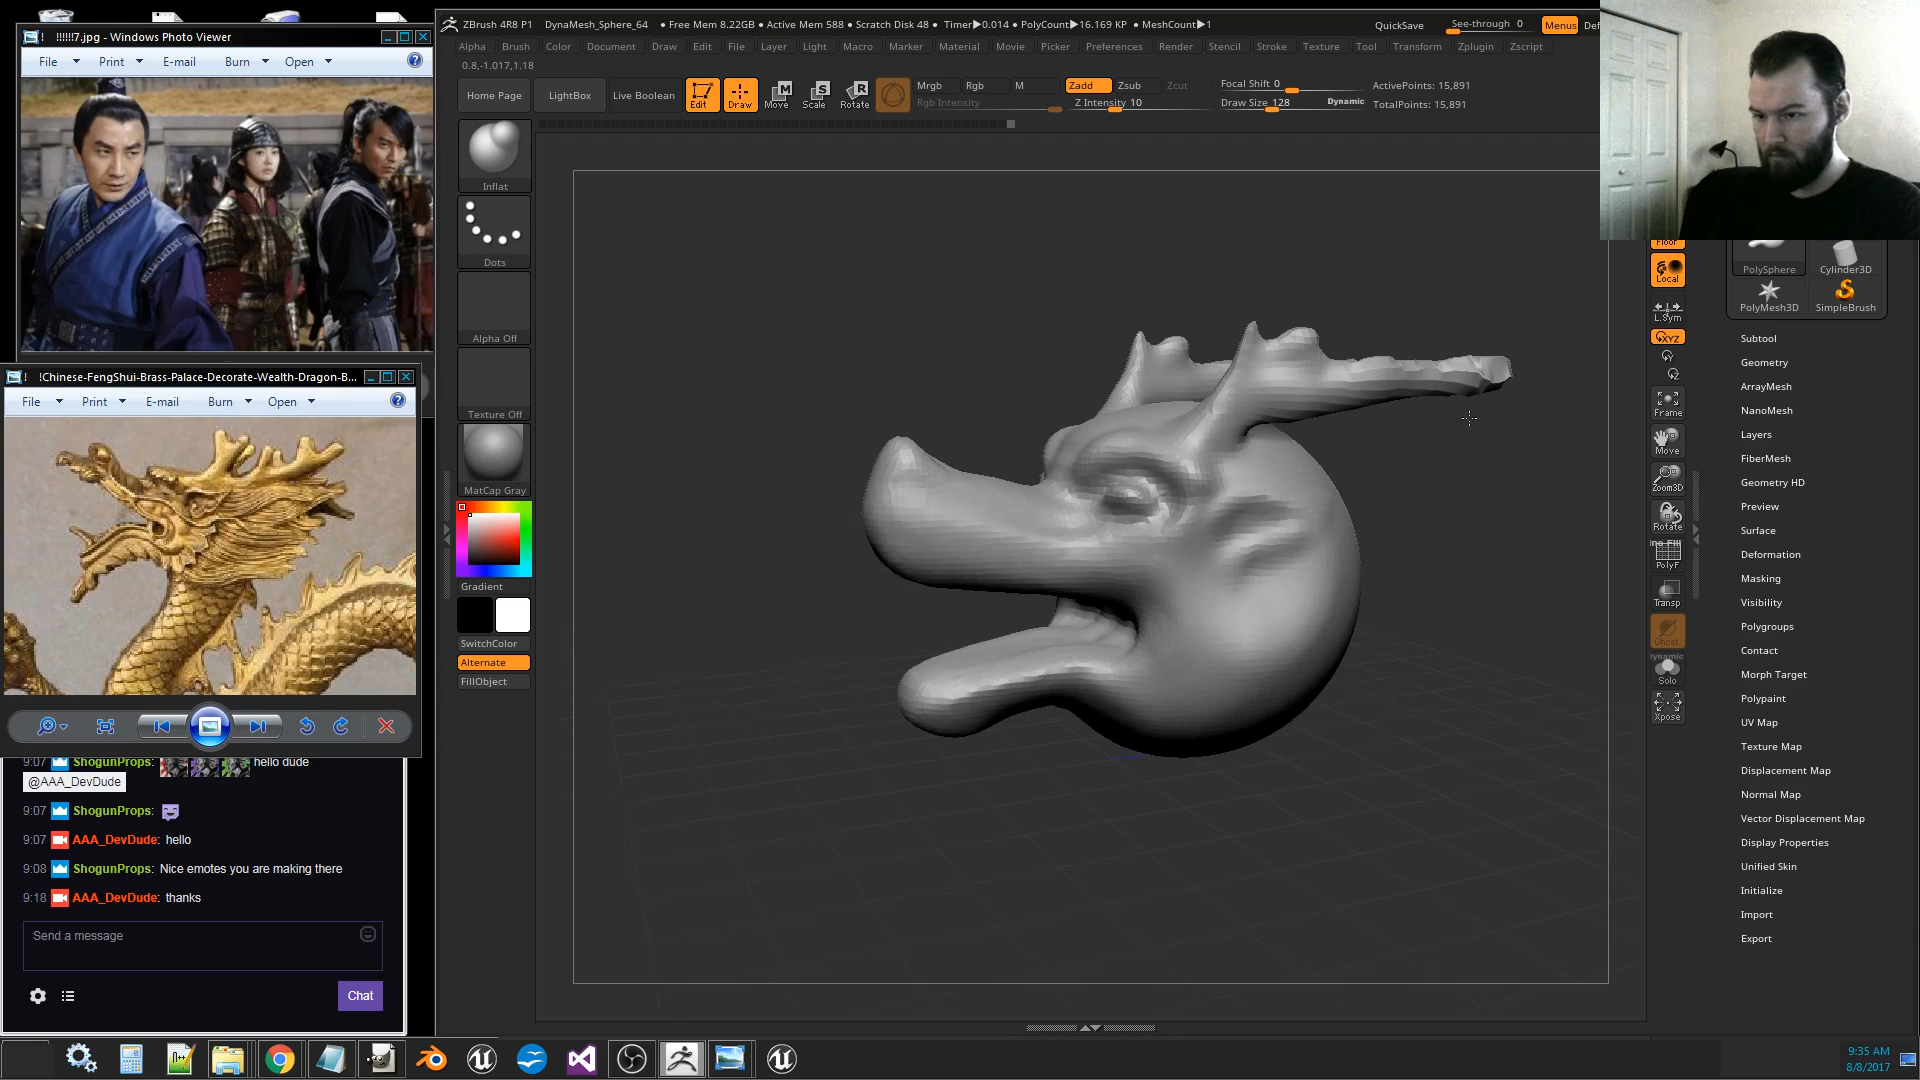 !!!!!!7.jpg - Windows Photo Viewer
File Print E-mail Burn Open
!Chinese-FengShui-Brass-Palace-Decorate-Wealth-Dragon-B...
File Print E-mail Burn Open
9:07 ShogunProps: hello dude
@AAA_DevDude
9:07 ShogunProps:
9:07 AAA_DevDude: hello
9:08 ShogunProps: Nice emotes you are making there
9:18 AAA_DevDude: thanks
Send a message
Chat
ZBrush 4R8 P1 DynaMesh_Sphere_64 • Free Mem 8.22GB • Active Mem 588 • Scratch Disk 48 • Timer▶0.014 • PolyCount▶16.169 KP • MeshCount▶1
QuickSave See-through 0 Menus
Alpha Brush Color Document Draw Edit File Layer Light Macro Marker Material Movie Picker Preferences Render Stencil Stroke Texture Tool Transform Zplugin Zscript
0.8,-1.017,1.18
Home Page LightBox Live Boolean Edit Draw Move Scale Rotate
Mrgb Rgb M Zadd Zsub Zcut
Rgb Intensity Z Intensity 10
Focal Shift 0
Draw Size 128 Dynamic
ActivePoints: 15,891
TotalPoints: 15,891
Inflat
Dots
Alpha Off
Texture Off
MatCap Gray
Gradient
SwitchColor
Alternate
FillObject
Floor
Local
L.Sym
XYZ
Frame
Move
Zoom3D
Rotate
PolyF
Transp
Ghost
Dynamic
Solo
Xpose
PolySphere Cylinder3D
PolyMesh3D SimpleBrush
Subtool
Geometry
ArrayMesh
NanoMesh
Layers
FiberMesh
Geometry HD
Preview
Surface
Deformation
Masking
Visibility
Polygroups
Contact
Morph Target
Polypaint
UV Map
Texture Map
Displacement Map
Normal Map
Vector Displacement Map
Display Properties
Unified Skin
Initialize
Import
Export
9:35 AM
8/8/2017